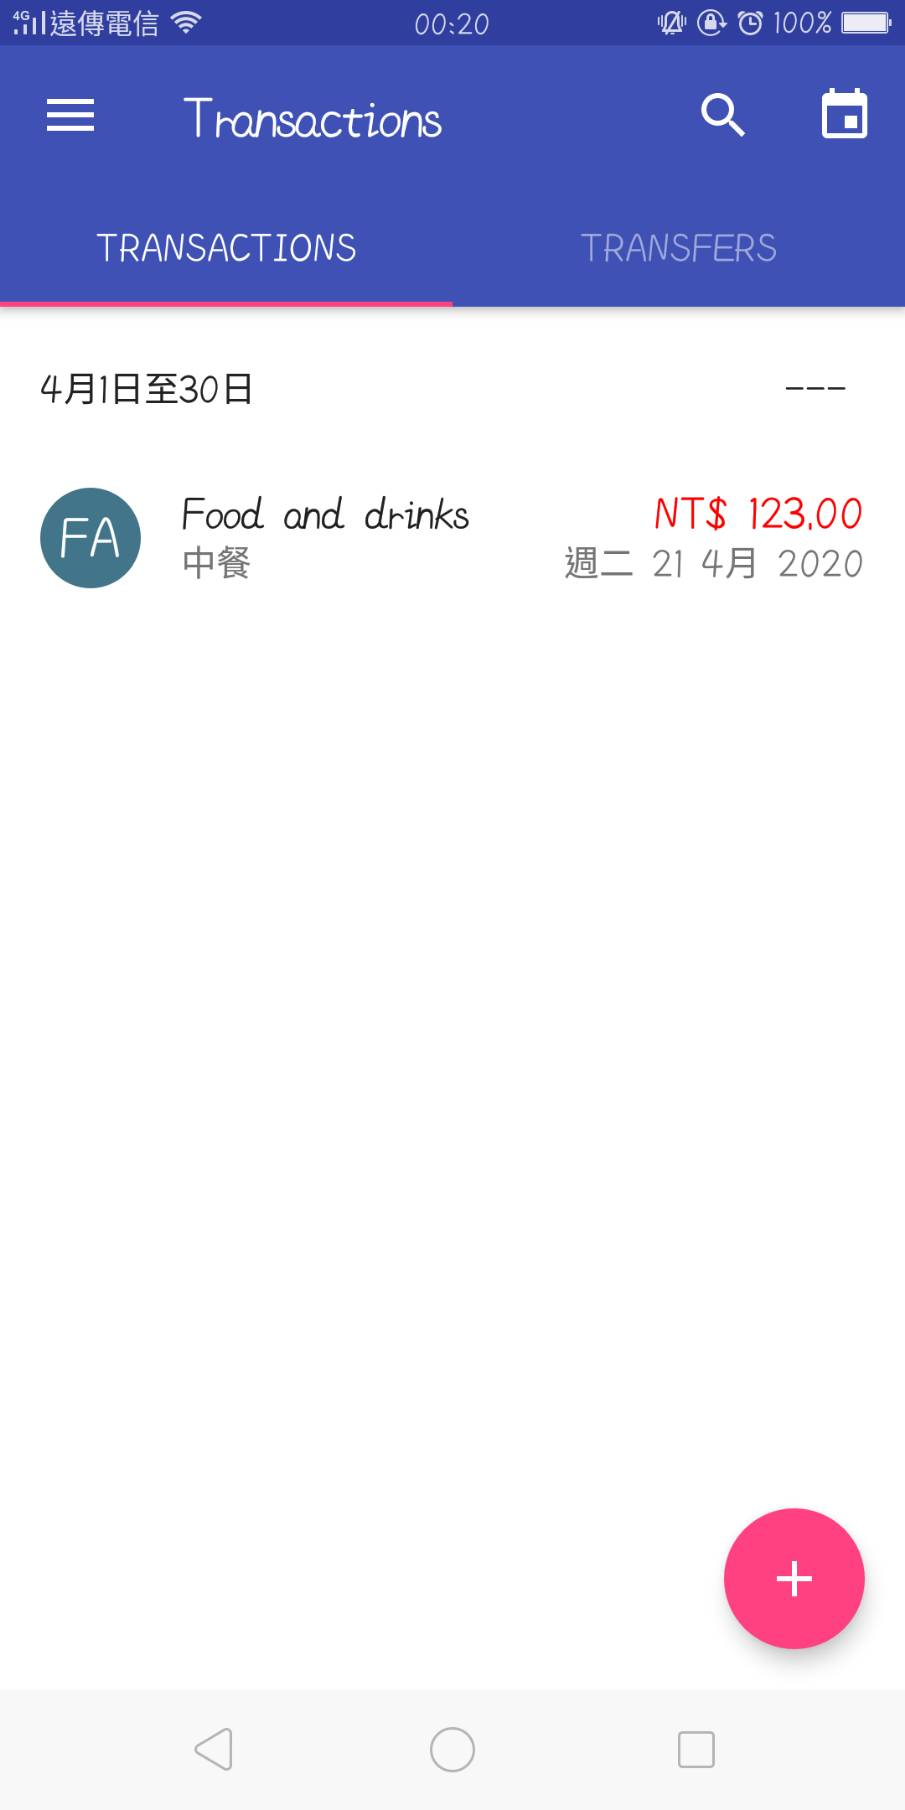 4G 遠傳電信 00:20 100%
Transactions
TRANSACTIONS TRANSFERS
4月1日至30日 ---
FA Food and drinks NT$ 123.00
中餐 週二 21 4月 2020